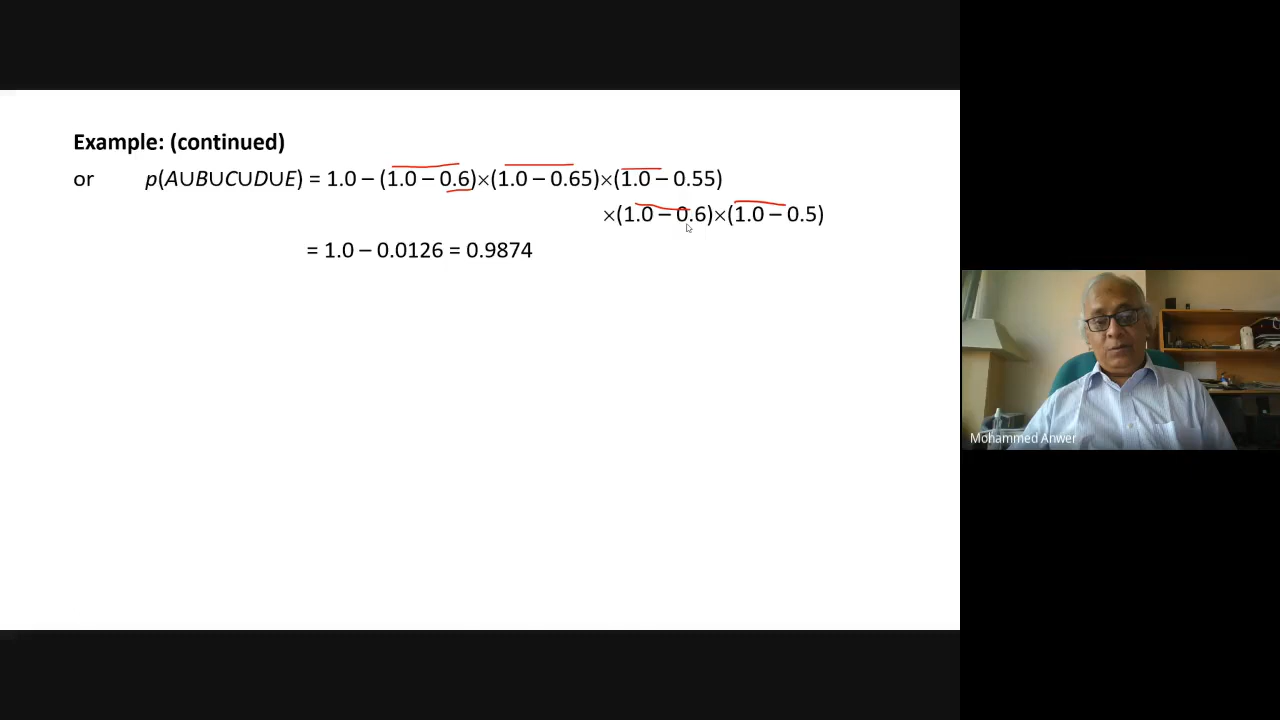 Example: (continued)
or p(A∪B∪C∪D∪E) = 1.0 – (1.0 – 0.6)×(1.0 – 0.65)×(1.0 – 0.55)
×(1.0 – 0.6)×(1.0 – 0.5)
= 1.0 – 0.0126 = 0.9874
Mohammed Anwer